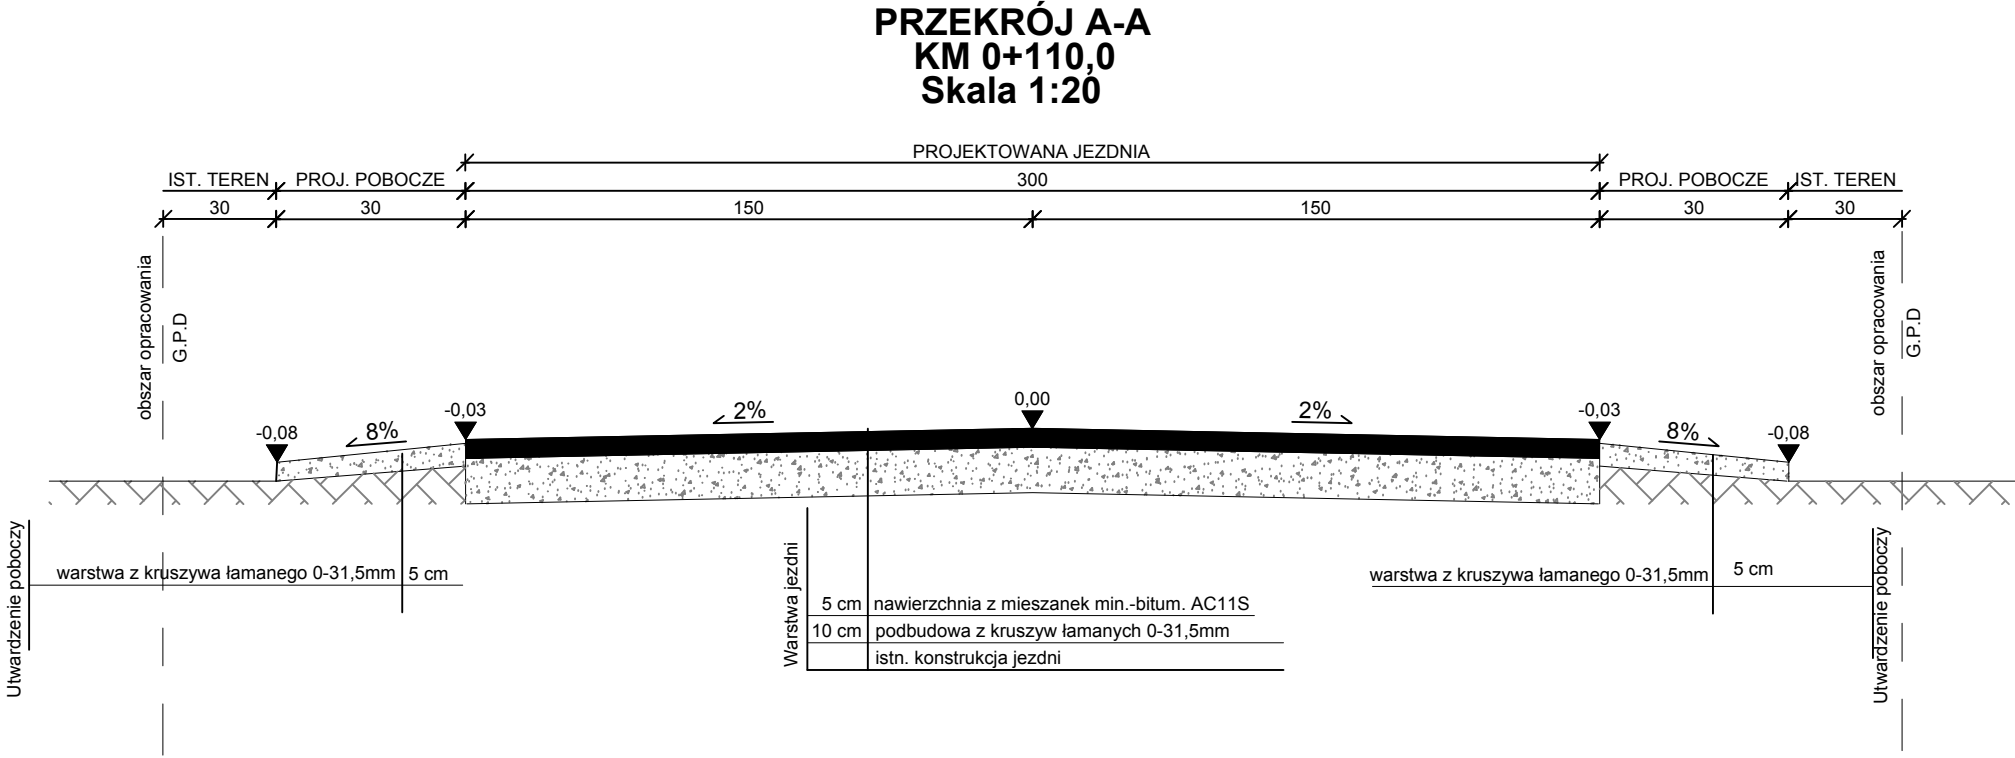 PRZEKRÓJ A-A
KM 0+110,0
Skala 1:20
PROJEKTOWANA JEZDNIA
IST. TEREN PROJ. POBOCZE 300 PROJ. POBOCZE IST. TEREN
30 30 150 150 30 30
obszar opracowania
G.P.D
obszar opracowania
G.P.D
-0,08 8% -0,03 2% 0,00 2% -0,03 8% -0,08
Utwardzenie poboczy
warstwa z kruszywa łamanego 0-31,5mm 5 cm
Warstwa jezdni
5 cm nawierzchnia z mieszanek min.-bitum. AC11S
10 cm podbudowa z kruszyw łamanych 0-31,5mm
istn. konstrukcja jezdni
warstwa z kruszywa łamanego 0-31,5mm 5 cm
Utwardzenie poboczy